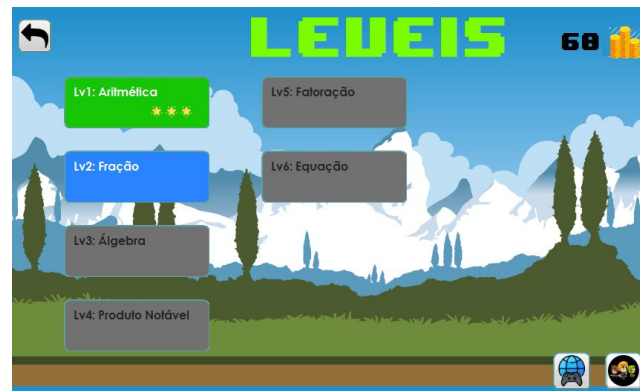 LEVEIS
68
Lv1: Aritmética
Lv2: Fração
Lv3: Álgebra
Lv4: Produto Notável
Lv5: Fatoração
Lv6: Equação